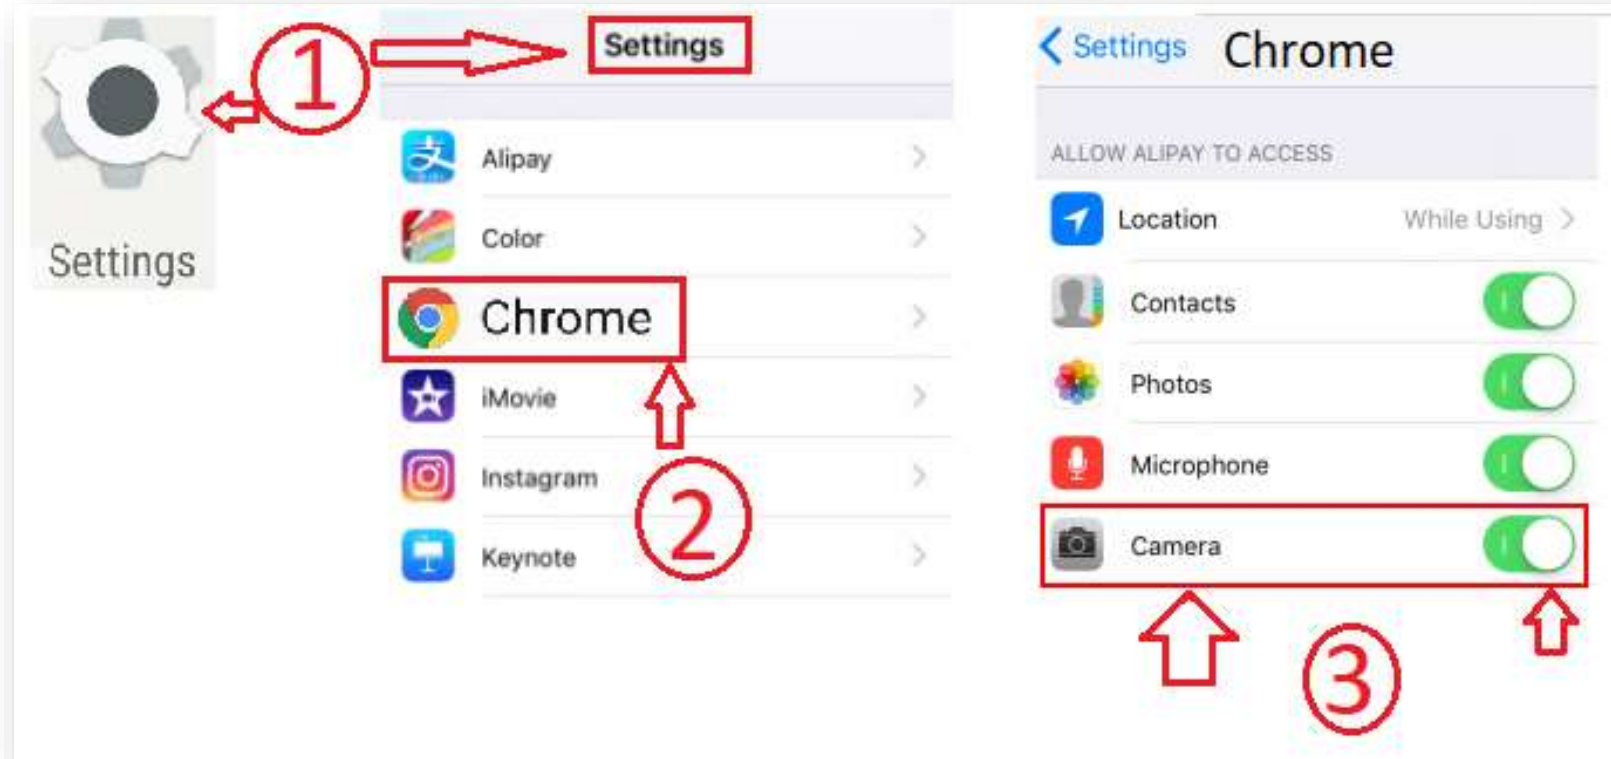 Settings
1
Settings
Alipay
Color
Chrome
iMovie
Instagram
Keynote
2
Settings Chrome
ALLOW ALIPAY TO ACCESS
Location While Using
Contacts
Photos
Microphone
Camera
3